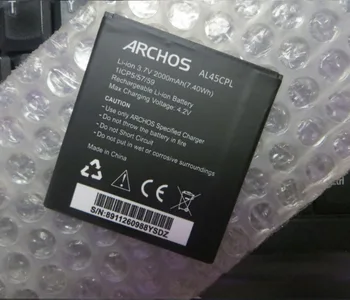 ARCHOS AL45CPL
Li-ion 3.7V 2000mAh(7.40Wh)
1ICP5/57/59
Rechargeable Li-ion Battery
Max Charging Voltage: 4.2V
CAUTION
• Use only ARCHOS Specified Charger
• Do not throw the battery in fire
• Do not Short Circuit
• Do not put in wet or corrosive surroundings
Made in China
CE
S/N:8911260988YSDZ